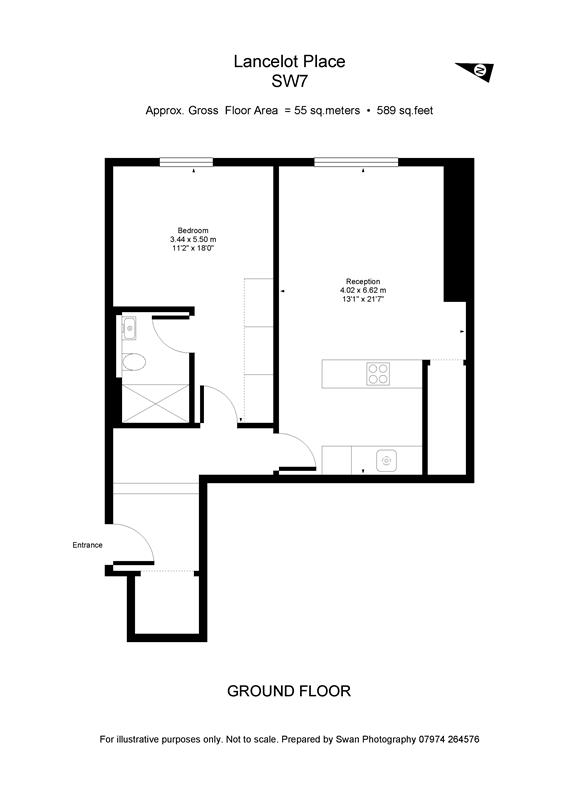 Lancelot Place
SW7
N
Approx. Gross Floor Area = 55 sq.meters • 589 sq.feet
Bedroom
3.44 x 5.50 m
11'2" x 18'0"
Reception
4.02 x 6.62 m
13'1" x 21'7"
Entrance
GROUND FLOOR
For illustrative purposes only. Not to scale. Prepared by Swan Photography 07974 264576